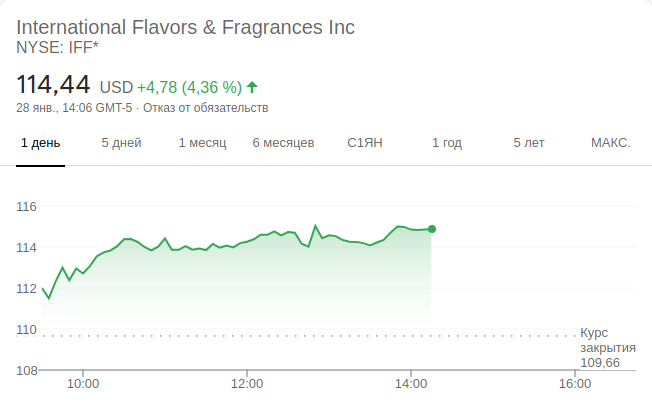 International Flavors & Fragrances Inc
NYSE: IFF*
114,44 USD +4,78 (4,36 %)
28 янв., 14:06 GMT-5 · Отказ от обязательств
1 день 5 дней 1 месяц 6 месяцев С1ЯН 1 год 5 лет МАКС.
116
114
112
110
Курс
закрытия
109,66
108
10:00 12:00 14:00 16:00